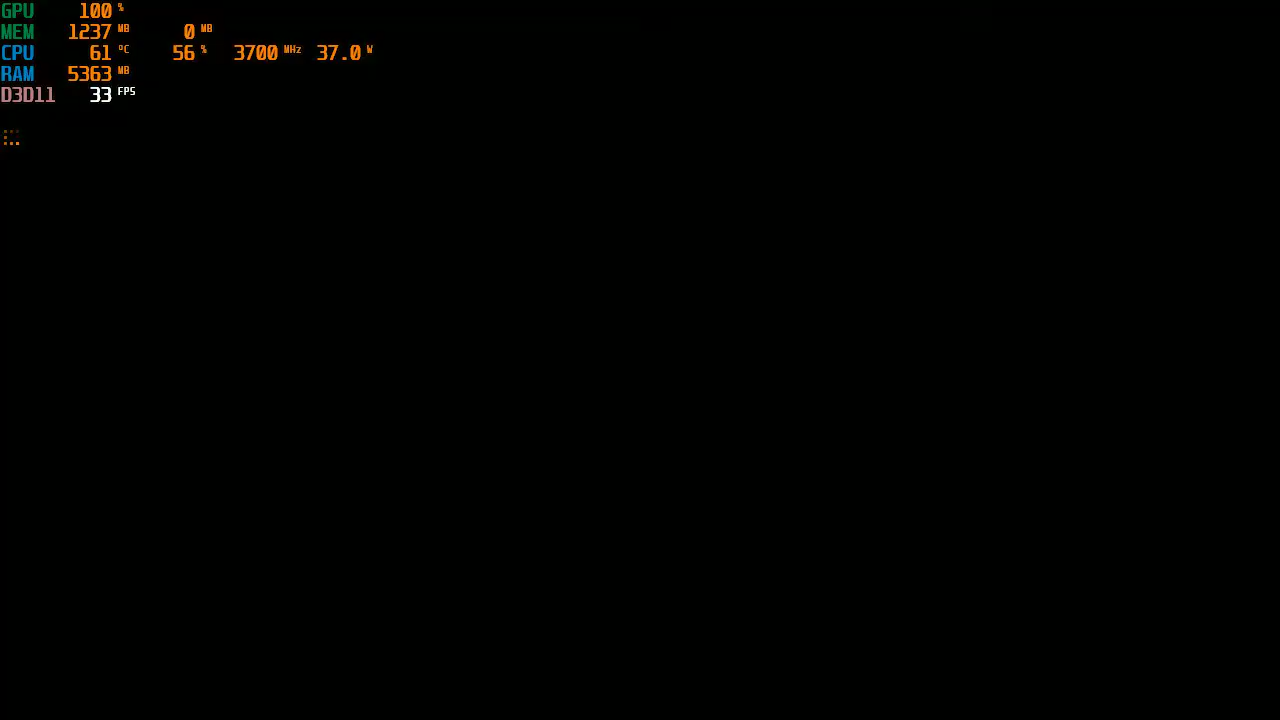 GPU 100 %
MEM 1237 MB 0 MB
CPU 61 °C 56 % 3700 MHz 37.0 W
RAM 5363 MB
D3D11 33 FPS